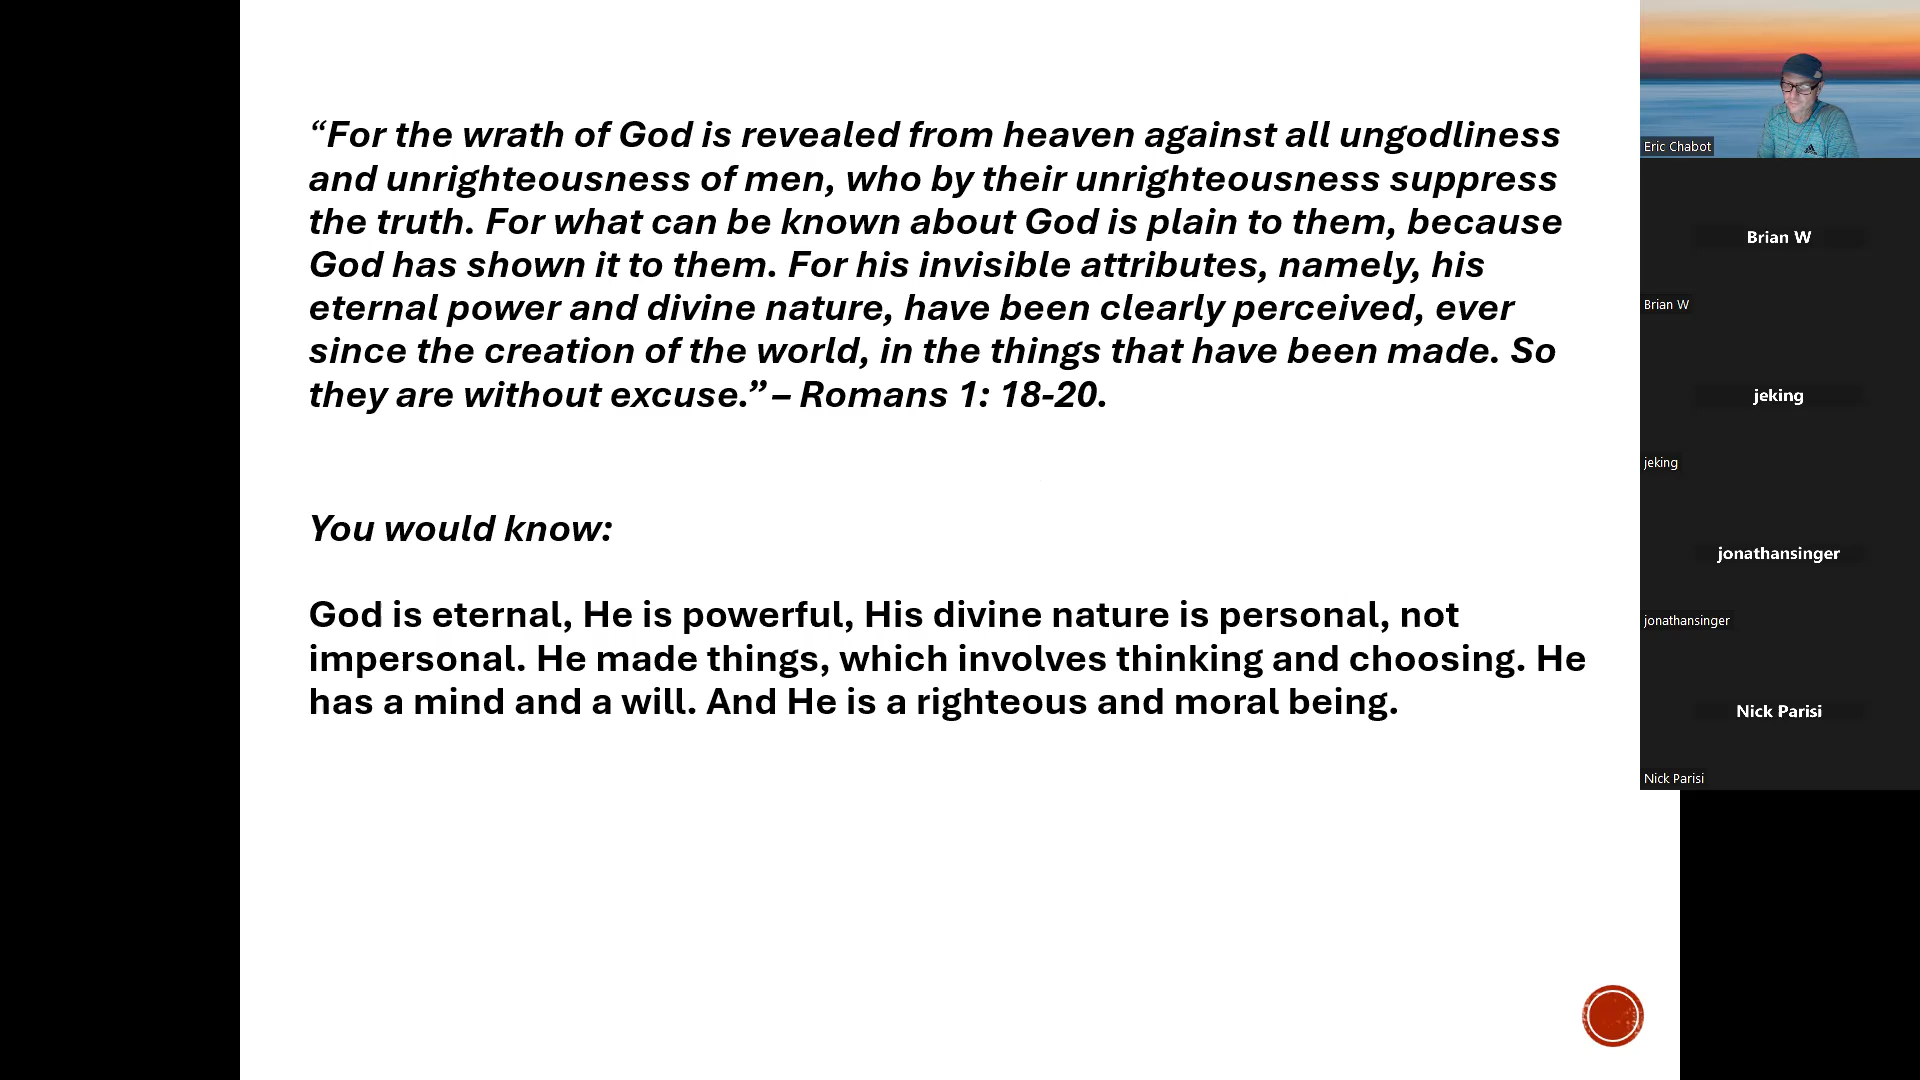 “For the wrath of God is revealed from heaven against all ungodliness
and unrighteousness of men, who by their unrighteousness suppress
the truth. For what can be known about God is plain to them, because
God has shown it to them. For his invisible attributes, namely, his
eternal power and divine nature, have been clearly perceived, ever
since the creation of the world, in the things that have been made. So
they are without excuse.” – Romans 1: 18-20.
You would know:
God is eternal, He is powerful, His divine nature is personal, not
impersonal. He made things, which involves thinking and choosing. He
has a mind and a will. And He is a righteous and moral being.
Eric Chabot
Brian W
Brian W
jeking
jeking
jonathansinger
jonathansinger
Nick Parisi
Nick Parisi